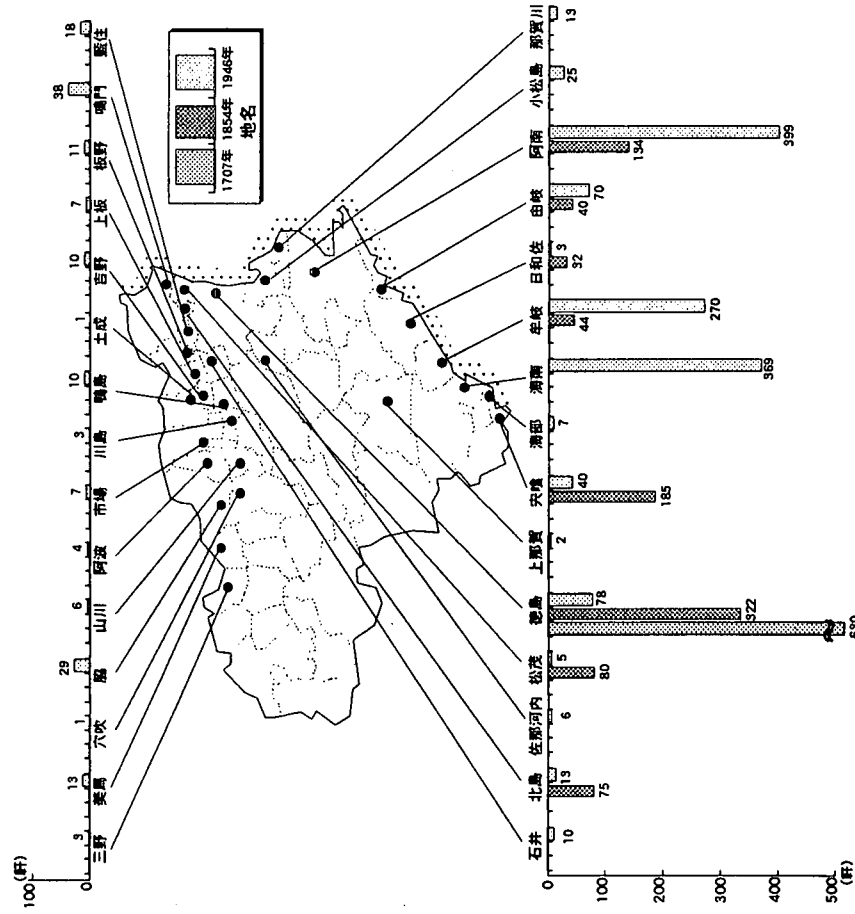 (軒)
100
0
3
13
1
29
6
4
7
3
10
1
10
7
11
38
18
三野
美馬
穴吹
脇
山川
阿波
市場
川島
鴨島
土成
吉野
上板
板野
鳴門
藍住
1707年
1854年
1946年
地名
石井
北島
佐那河内
松茂
徳島
上那賀
宍喰
海部
海南
牟岐
日和佐
由岐
阿南
小松島
那賀川
0
100
200
300
400
500
(軒)
10
75
13
6
80
5
322
78
2
185
40
7
369
44
270
32
3
40
70
134
399
25
13